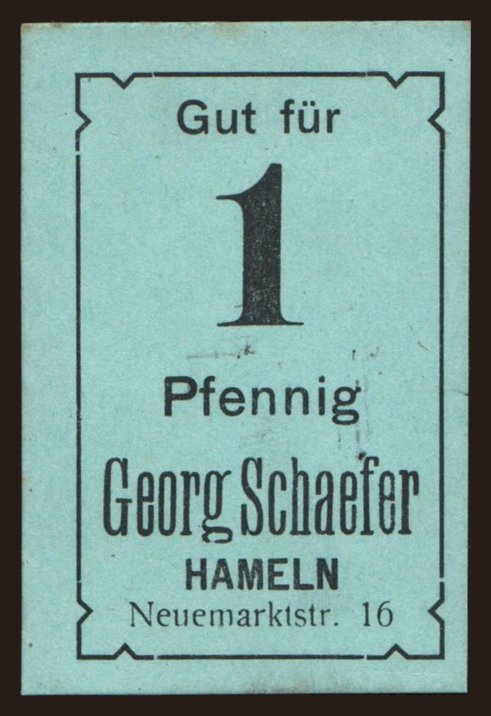 Gut für
1
Pfennig
Georg Schaefer
HAMELN
Neuemarktstr. 16